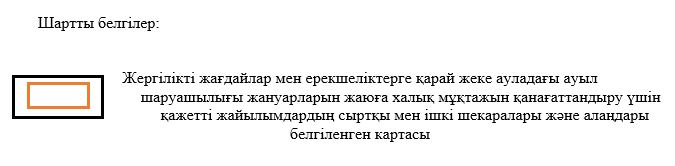 Шартты белгілер:
Жергілікті жағдайлар мен ерекшеліктерге қарай жеке ауладағы ауыл
шаруашылығы жануарларын жаюға халық мұқтажын қанағаттандыру үшін
қажетті жайылымдардың сыртқы мен ішкі шекаралары және алаңдары
белгіленген картасы